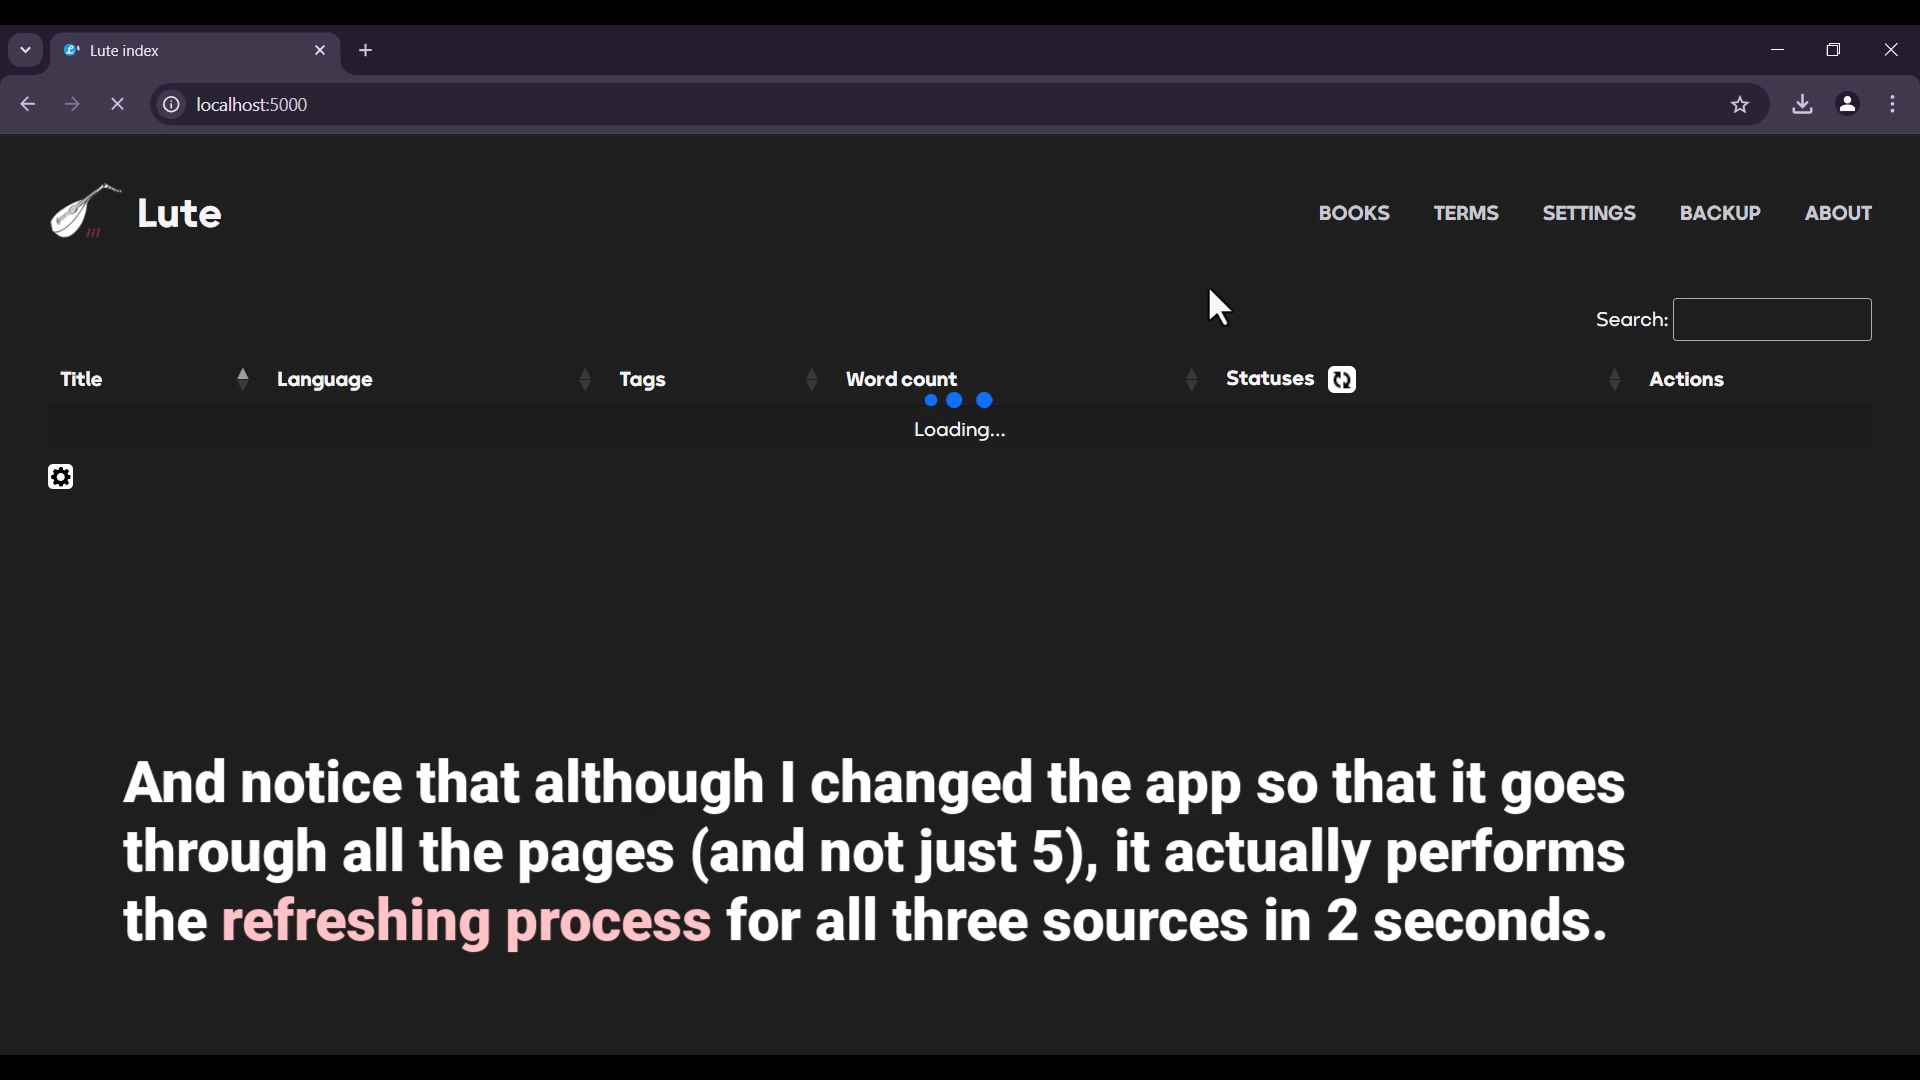 Lute index
localhost:5000
Lute
BOOKS TERMS SETTINGS BACKUP ABOUT
Search:
Title Language Tags Word count Statuses Actions
Loading...
And notice that although I changed the app so that it goes
through all the pages (and not just 5), it actually performs
the refreshing process for all three sources in 2 seconds.